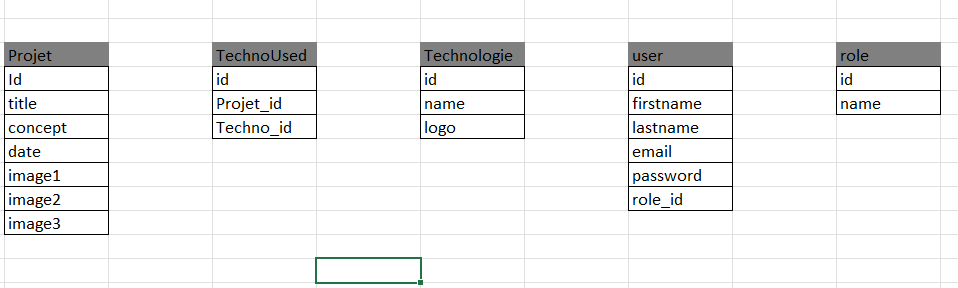 Projet
Id
title
concept
date
image1
image2
image3
TechnoUsed
id
Projet_id
Techno_id
Technologie
id
name
logo
user
id
firstname
lastname
email
password
role_id
role
id
name